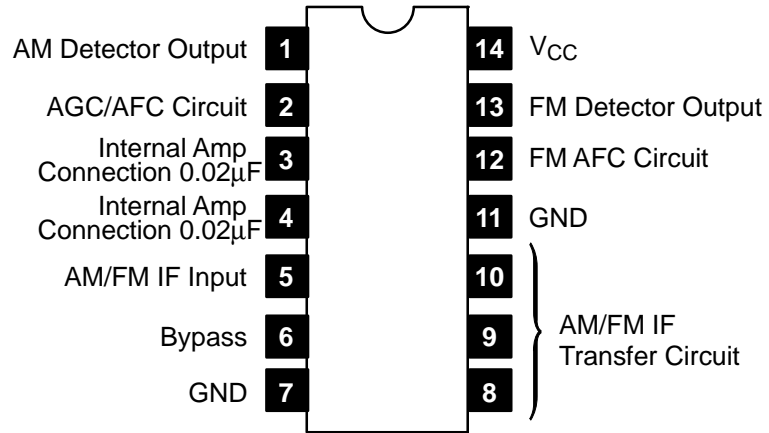 AM Detector Output 1
AGC/AFC Circuit 2
Internal Amp
Connection 0.02μF 3
Internal Amp
Connection 0.02μF 4
AM/FM IF Input 5
Bypass 6
GND 7
14 VCC
13 FM Detector Output
12 FM AFC Circuit
11 GND
10
9
8
AM/FM IF
Transfer Circuit